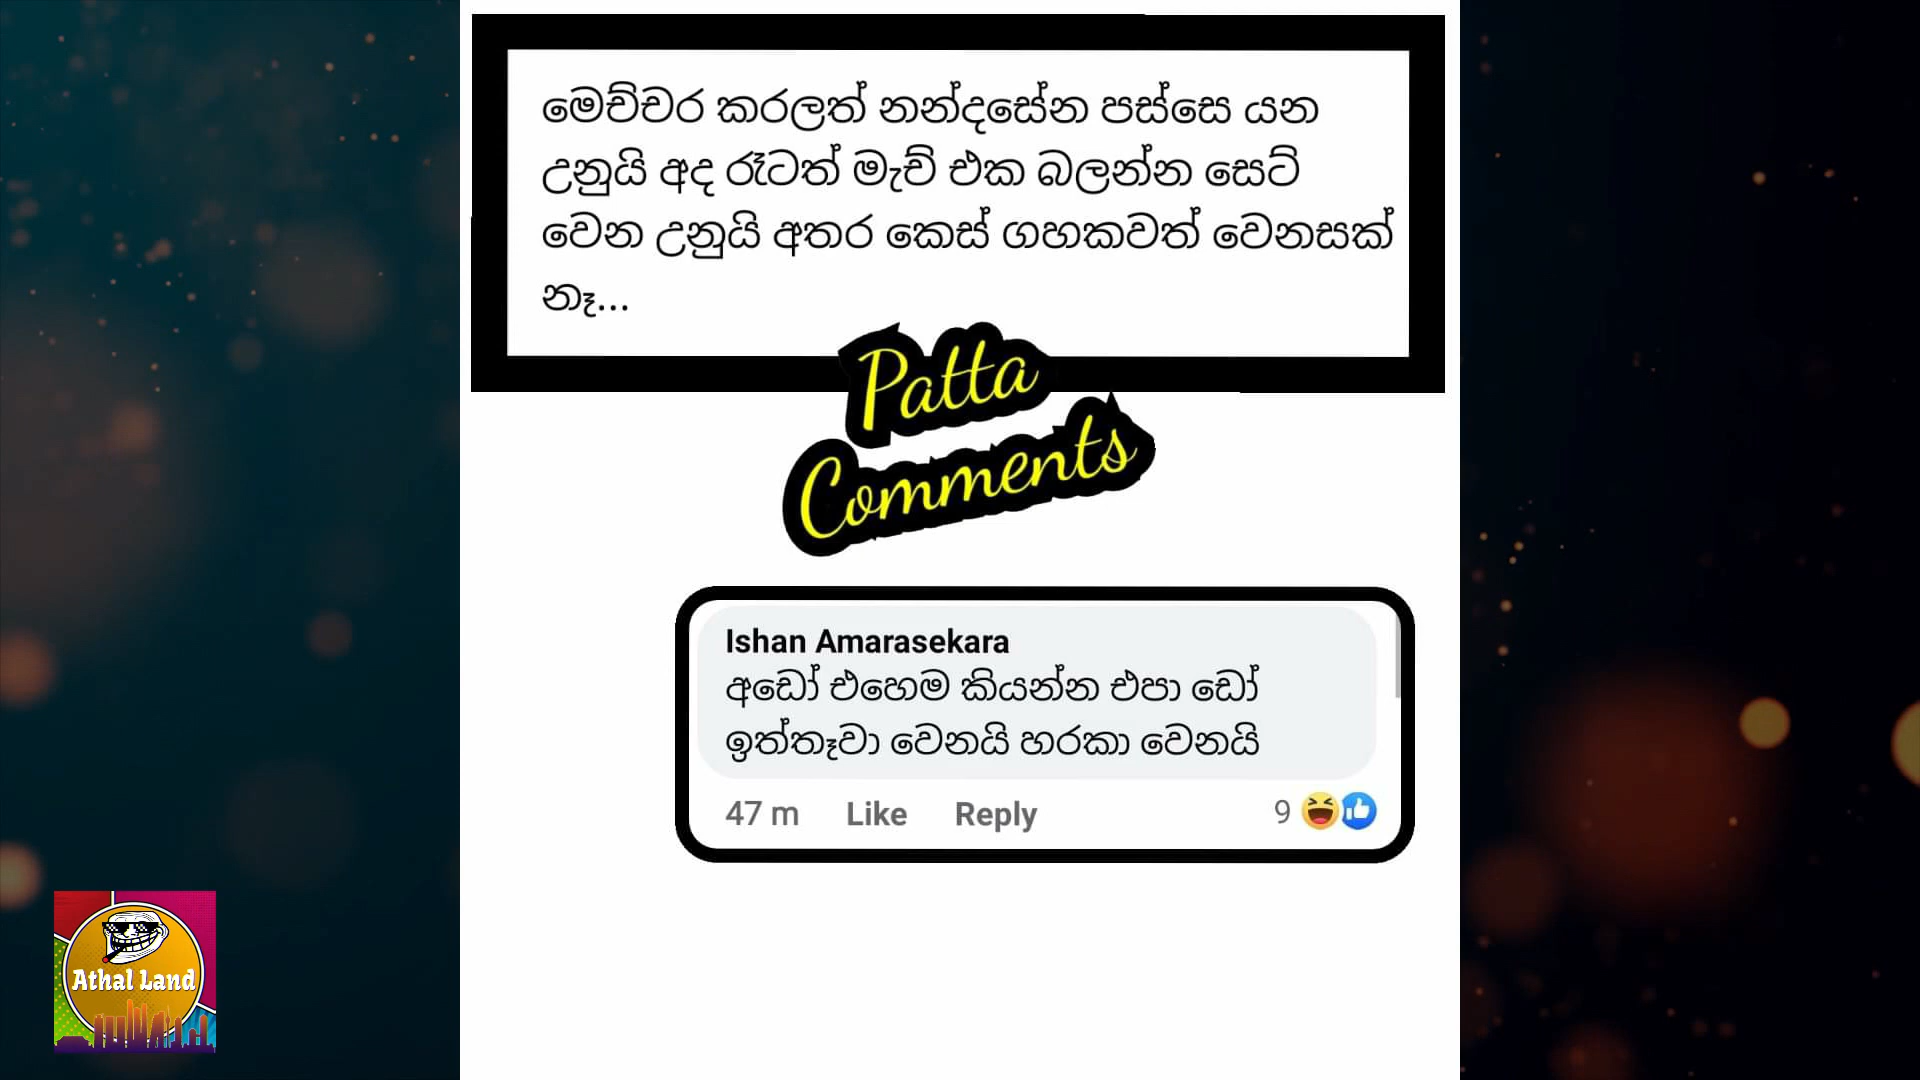 මෙච්චර කරලත් නන්දසේන පස්සෙ යන
උනුයි අද රෑටත් මැච් එක බලන්න සෙට්
වෙන උනුයි අතර කෙස් ගහකවත් වෙනසක්
නෑ...
Patta
Comments
Ishan Amarasekara
අඩෝ එහෙම කියන්න එපා ඩෝ
ඉත්තෑවා වෙනයි හරකා වෙනයි
47 m Like Reply 9
Athal Land